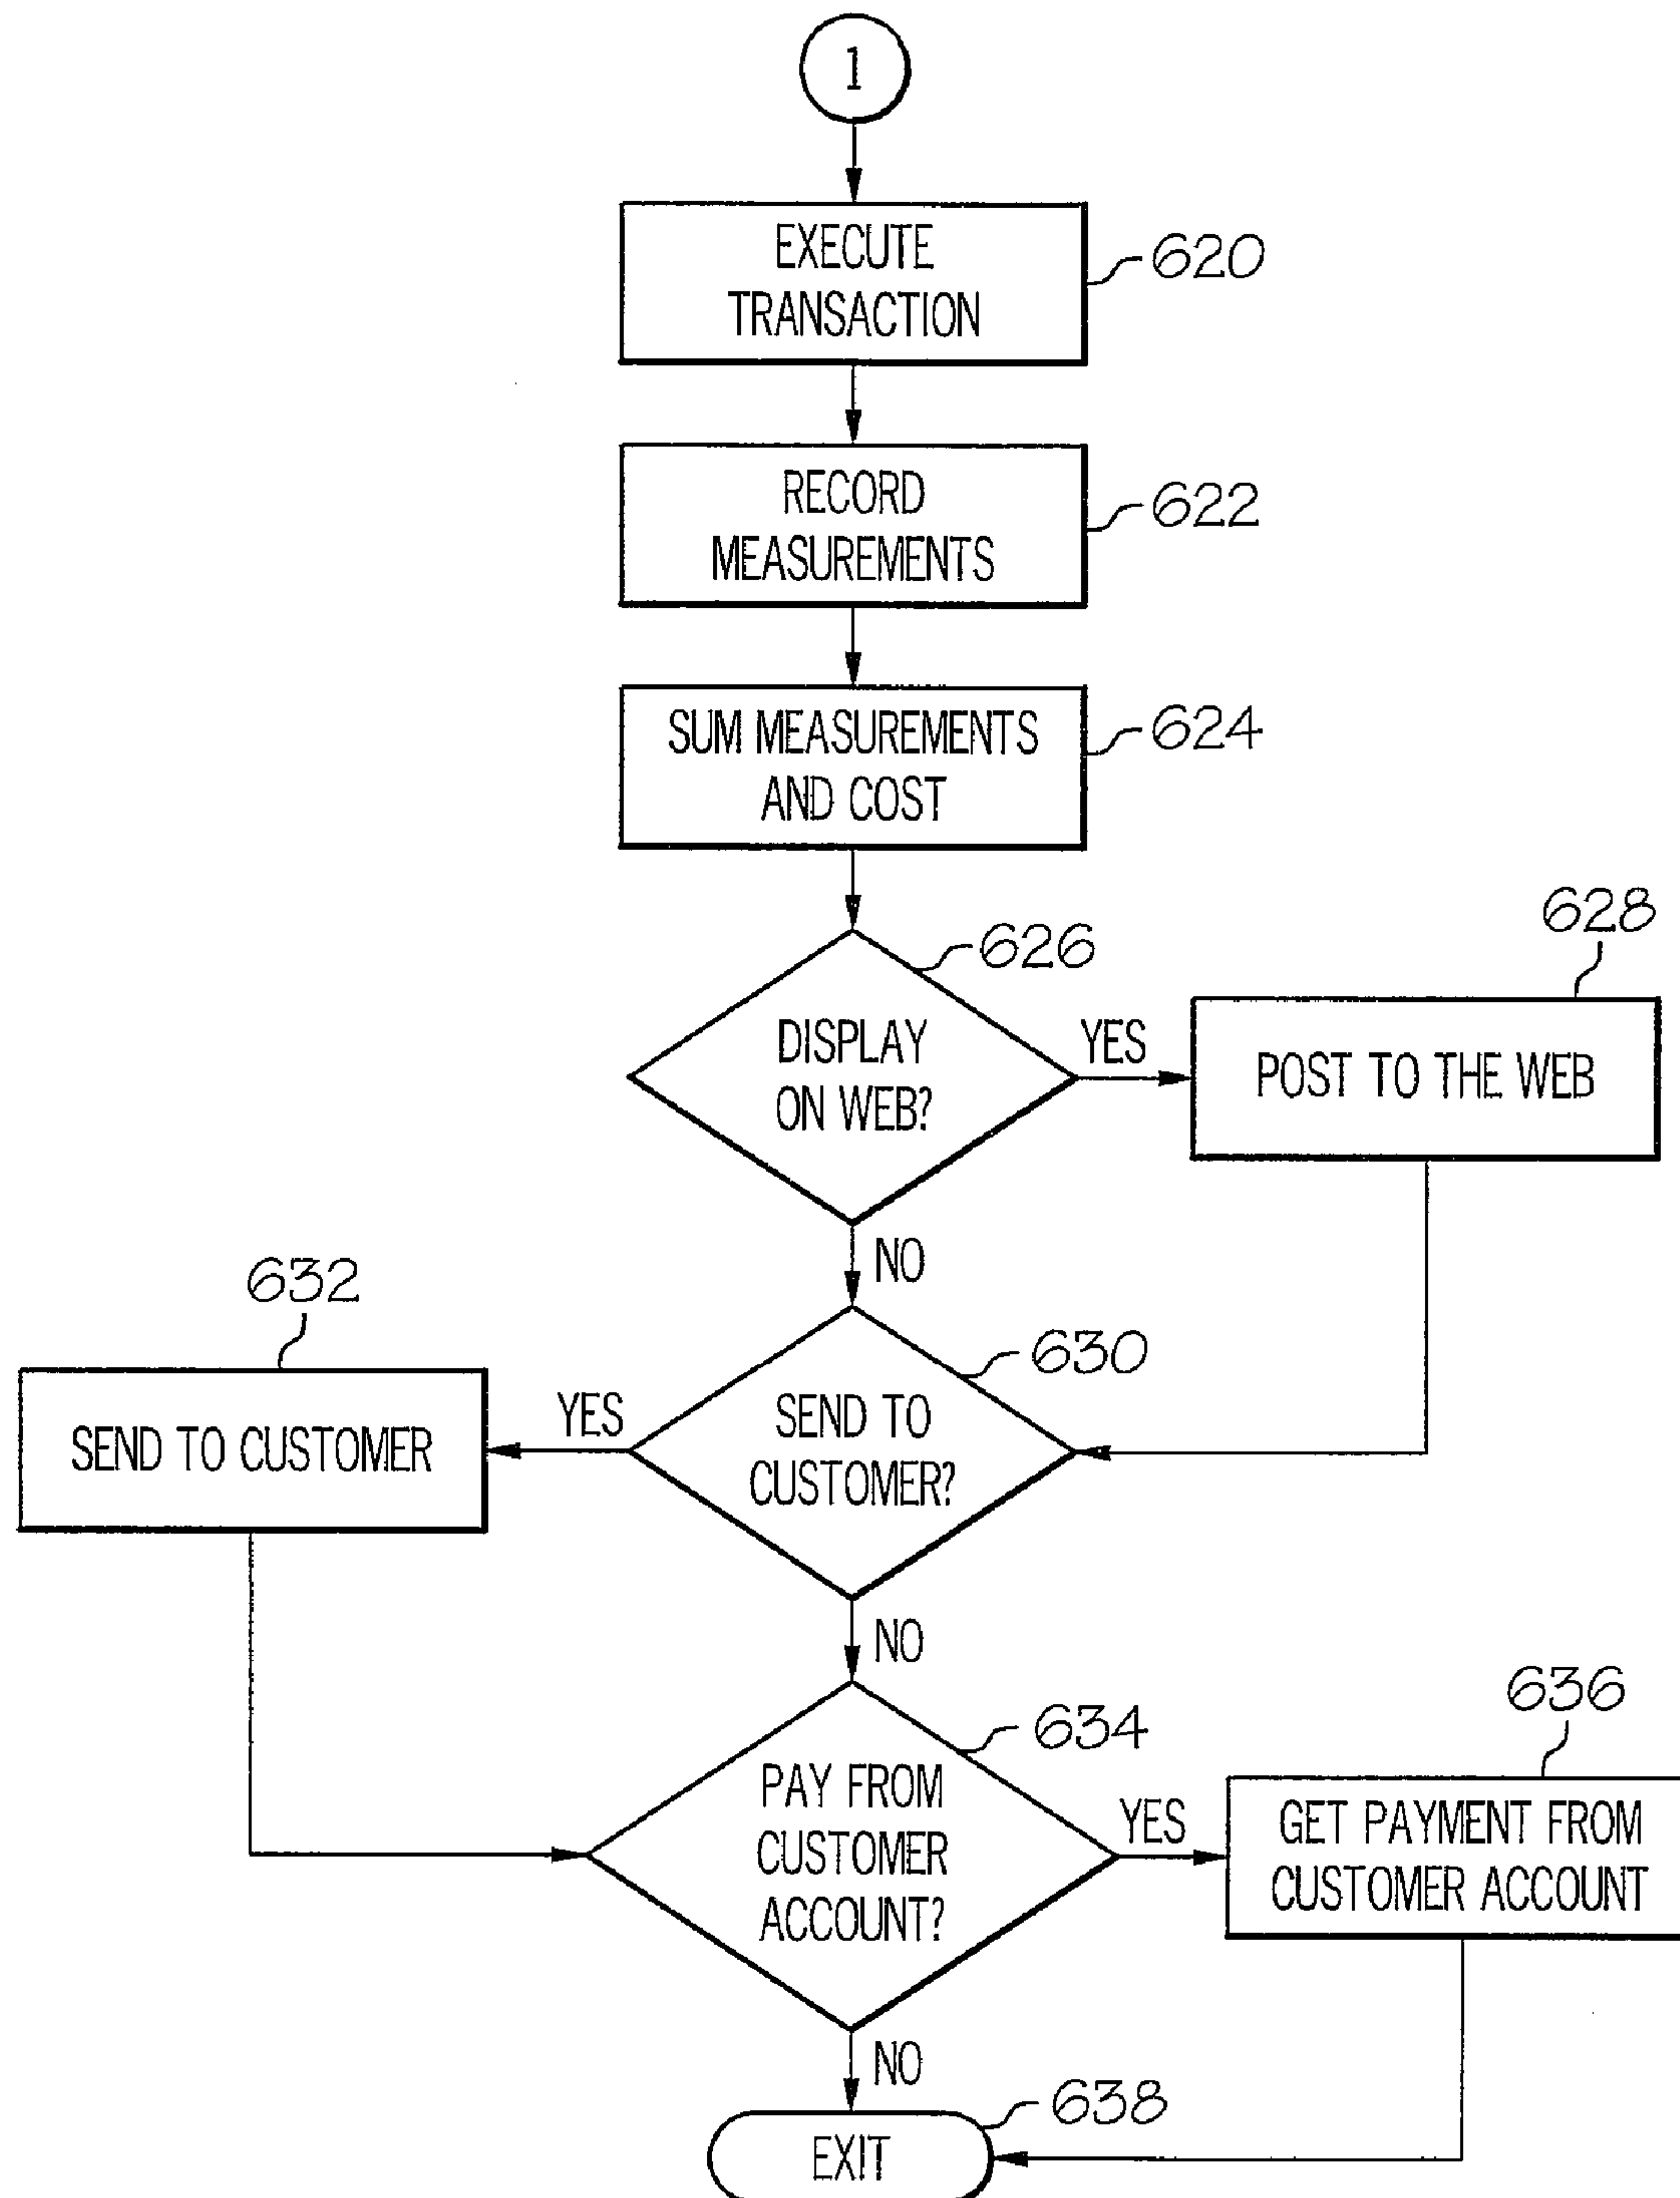 1
EXECUTE
TRANSACTION
620
RECORD
MEASUREMENTS
622
SUM MEASUREMENTS
AND COST
624
626
DISPLAY
ON WEB?
YES
628
POST TO THE WEB
NO
632
SEND TO CUSTOMER
YES
630
SEND TO
CUSTOMER?
NO
634
PAY FROM
CUSTOMER
ACCOUNT?
YES
636
GET PAYMENT FROM
CUSTOMER ACCOUNT
NO
638
EXIT